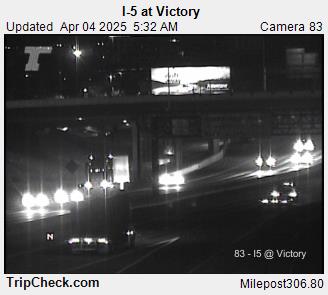 I-5 at Victory
Updated Apr 04 2025 5:32 AM Camera 83
T
N
83 - I5 @ Victory
TripCheck.com Milepost306.80